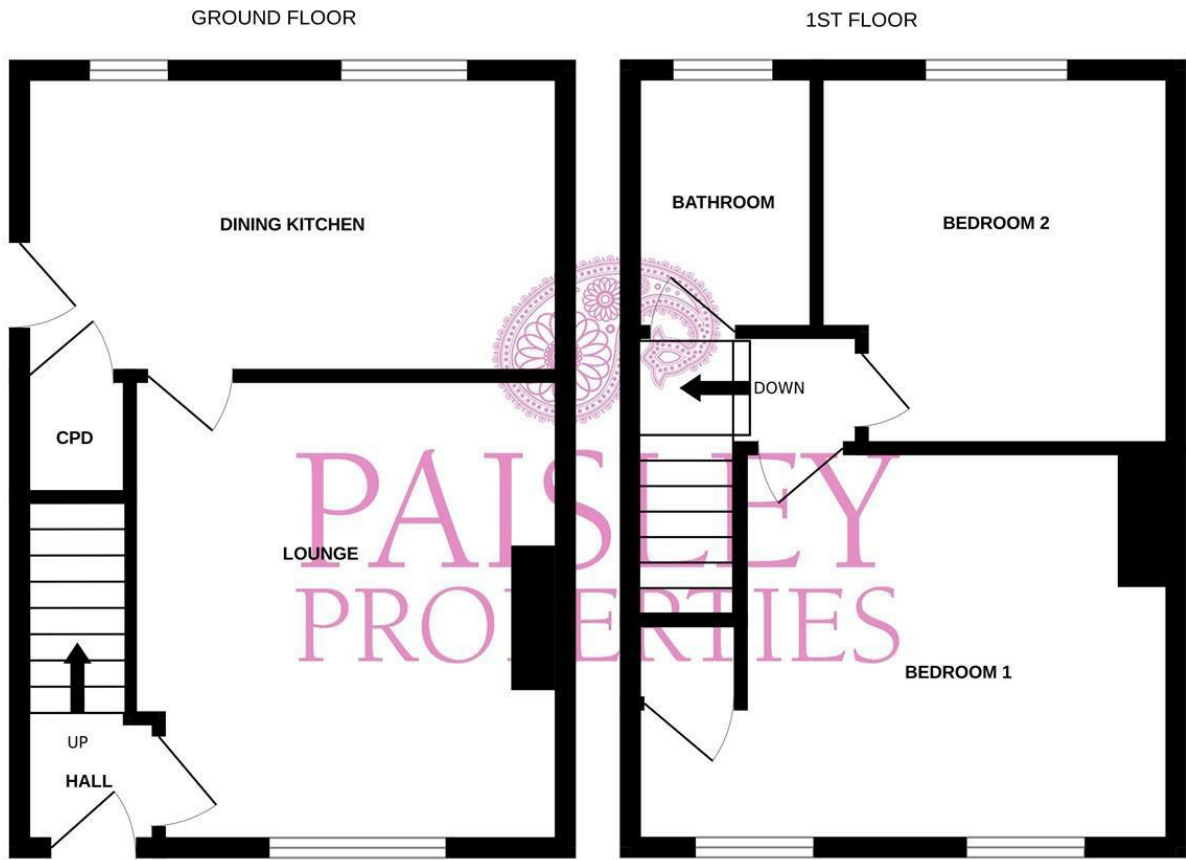 GROUND FLOOR
DINING KITCHEN
CPD
LOUNGE
UP
HALL
1ST FLOOR
BATHROOM
BEDROOM 2
DOWN
BEDROOM 1
PAISLEY
PROPERTIES